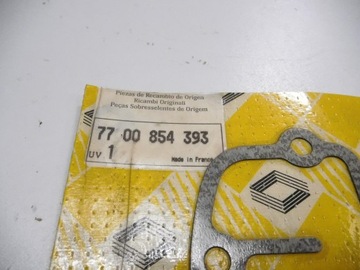 Piezas de Recambio de Origen
Ricambi Originali
Peças Sobresselentes de Origem
77 00 854 393
UV 1
Made in France